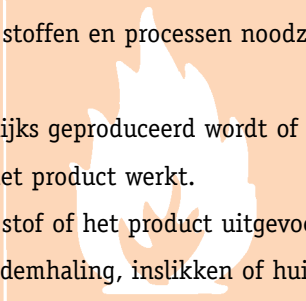 stoffen en processen noodz
ijks geproduceerd wordt of
et product werkt.
stof of het product uitgevoe
demhaling, inslikken of hui